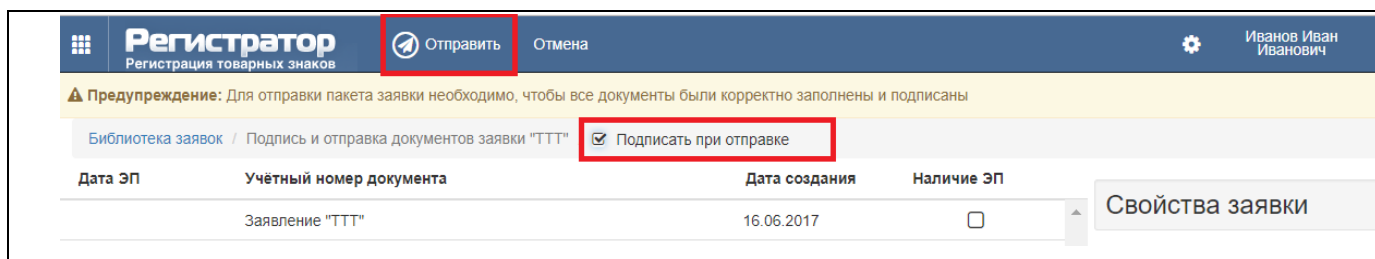 Регистратор
Регистрация товарных знаков
Отправить
Отмена
Иванов Иван
Иванович
Предупреждение: Для отправки пакета заявки необходимо, чтобы все документы были корректно заполнены и подписаны
Библиотека заявок / Подпись и отправка документов заявки "ТТТ"
Подписать при отправке
Дата ЭП
Учётный номер документа
Дата создания
Наличие ЭП
Свойства заявки
Заявление "ТТТ"
16.06.2017